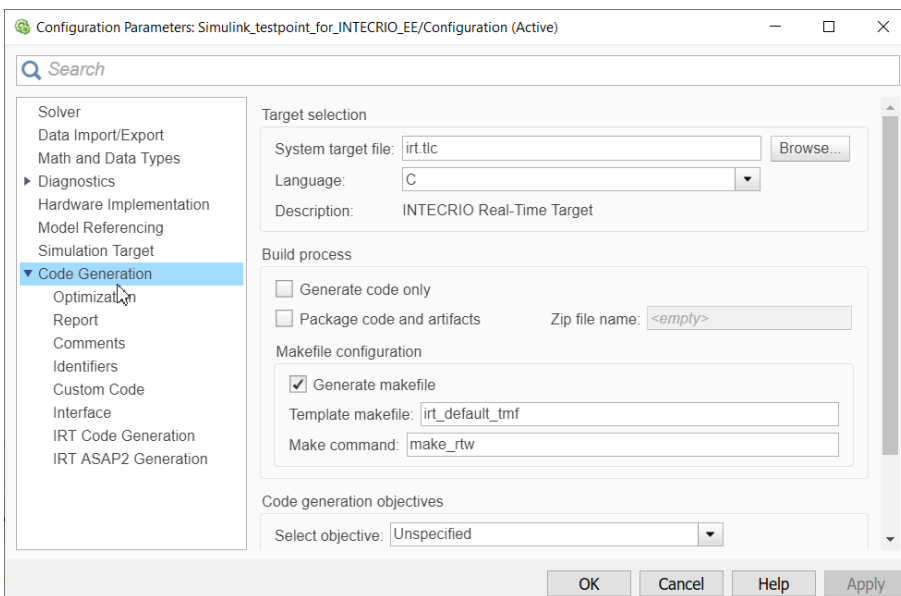 Configuration Parameters: Simulink_testpoint_for_INTECRIO_EE/Configuration (Active)
Search
Solver
Data Import/Export
Math and Data Types
Diagnostics
Hardware Implementation
Model Referencing
Simulation Target
Code Generation
Optimization
Report
Comments
Identifiers
Custom Code
Interface
IRT Code Generation
IRT ASAP2 Generation
Target selection
System target file: irt.tlc Browse...
Language: C
Description: INTECRIO Real-Time Target
Build process
Generate code only
Package code and artifacts Zip file name: <empty>
Makefile configuration
Generate makefile
Template makefile: irt_default_tmf
Make command: make_rtw
Code generation objectives
Select objective: Unspecified
OK Cancel Help Apply